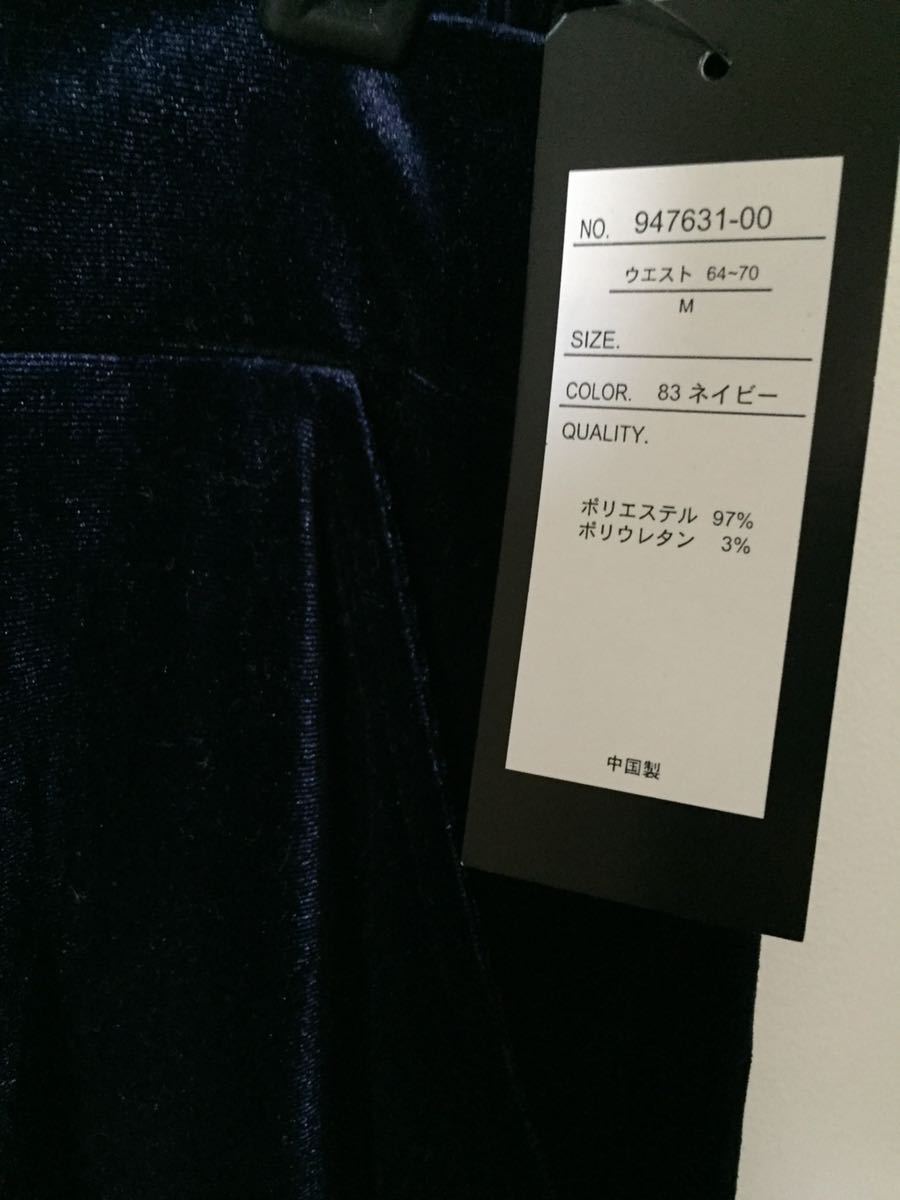 NO. 947631-00
ウエスト 64~70
M
SIZE.
COLOR. 83 ネイビー
QUALITY.
ポリエステル 97%
ポリウレタン 3%
中国製